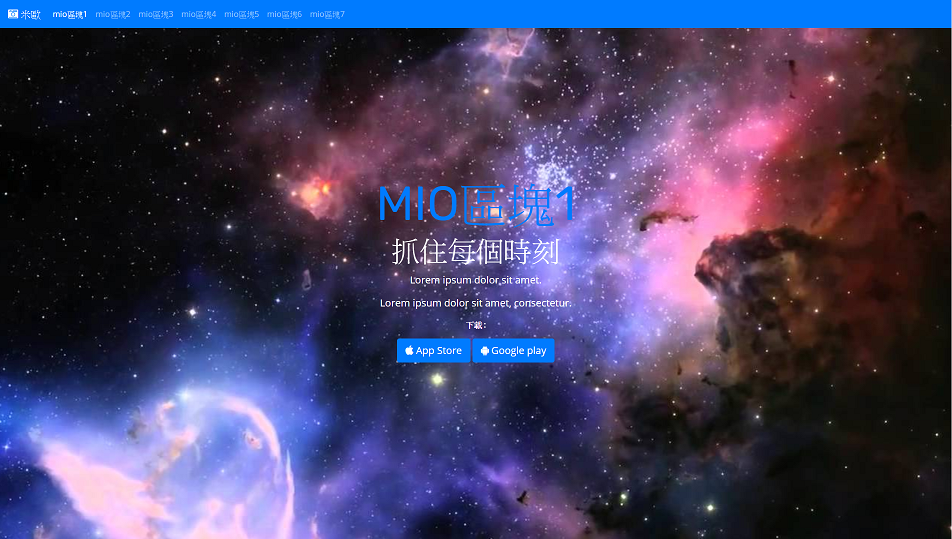 米歐 mio區塊1 mio區塊2 mio區塊3 mio區塊4 mio區塊5 mio區塊6 mio區塊7
MIO區塊1
抓住每個時刻
Lorem ipsum dolor sit amet.
Lorem ipsum dolor sit amet, consectetur.
下載:
App Store Google play